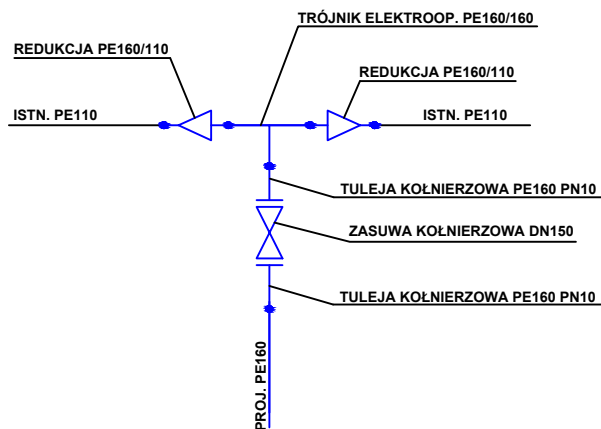 TRÓJNIK ELEKTROOP. PE160/160
REDUKCJA PE160/110
REDUKCJA PE160/110
ISTN. PE110
ISTN. PE110
TULEJA KOŁNIERZOWA PE160 PN10
ZASUWA KOŁNIERZOWA DN150
TULEJA KOŁNIERZOWA PE160 PN10
PROJ. PE160